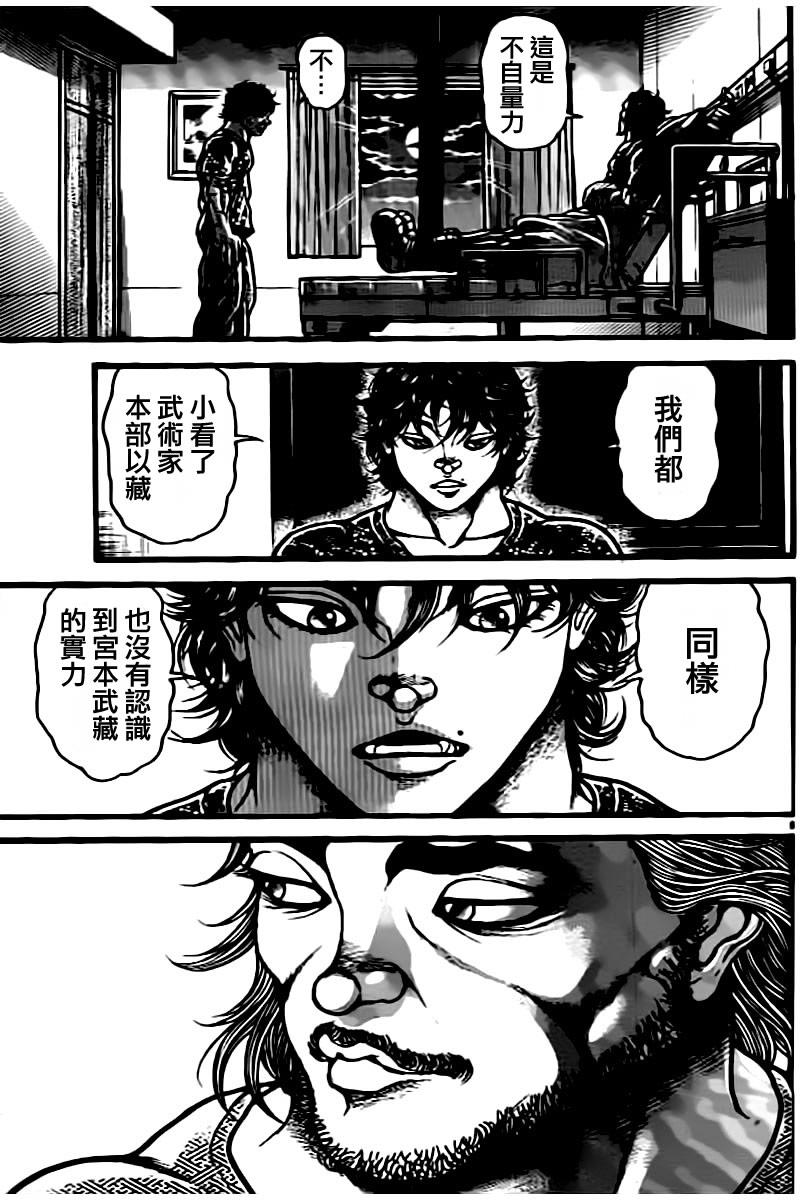 這是
不自量力
不…
我們都
小看了
武術家
本部以藏
同樣
也沒有認識
到宮本武藏
的實力